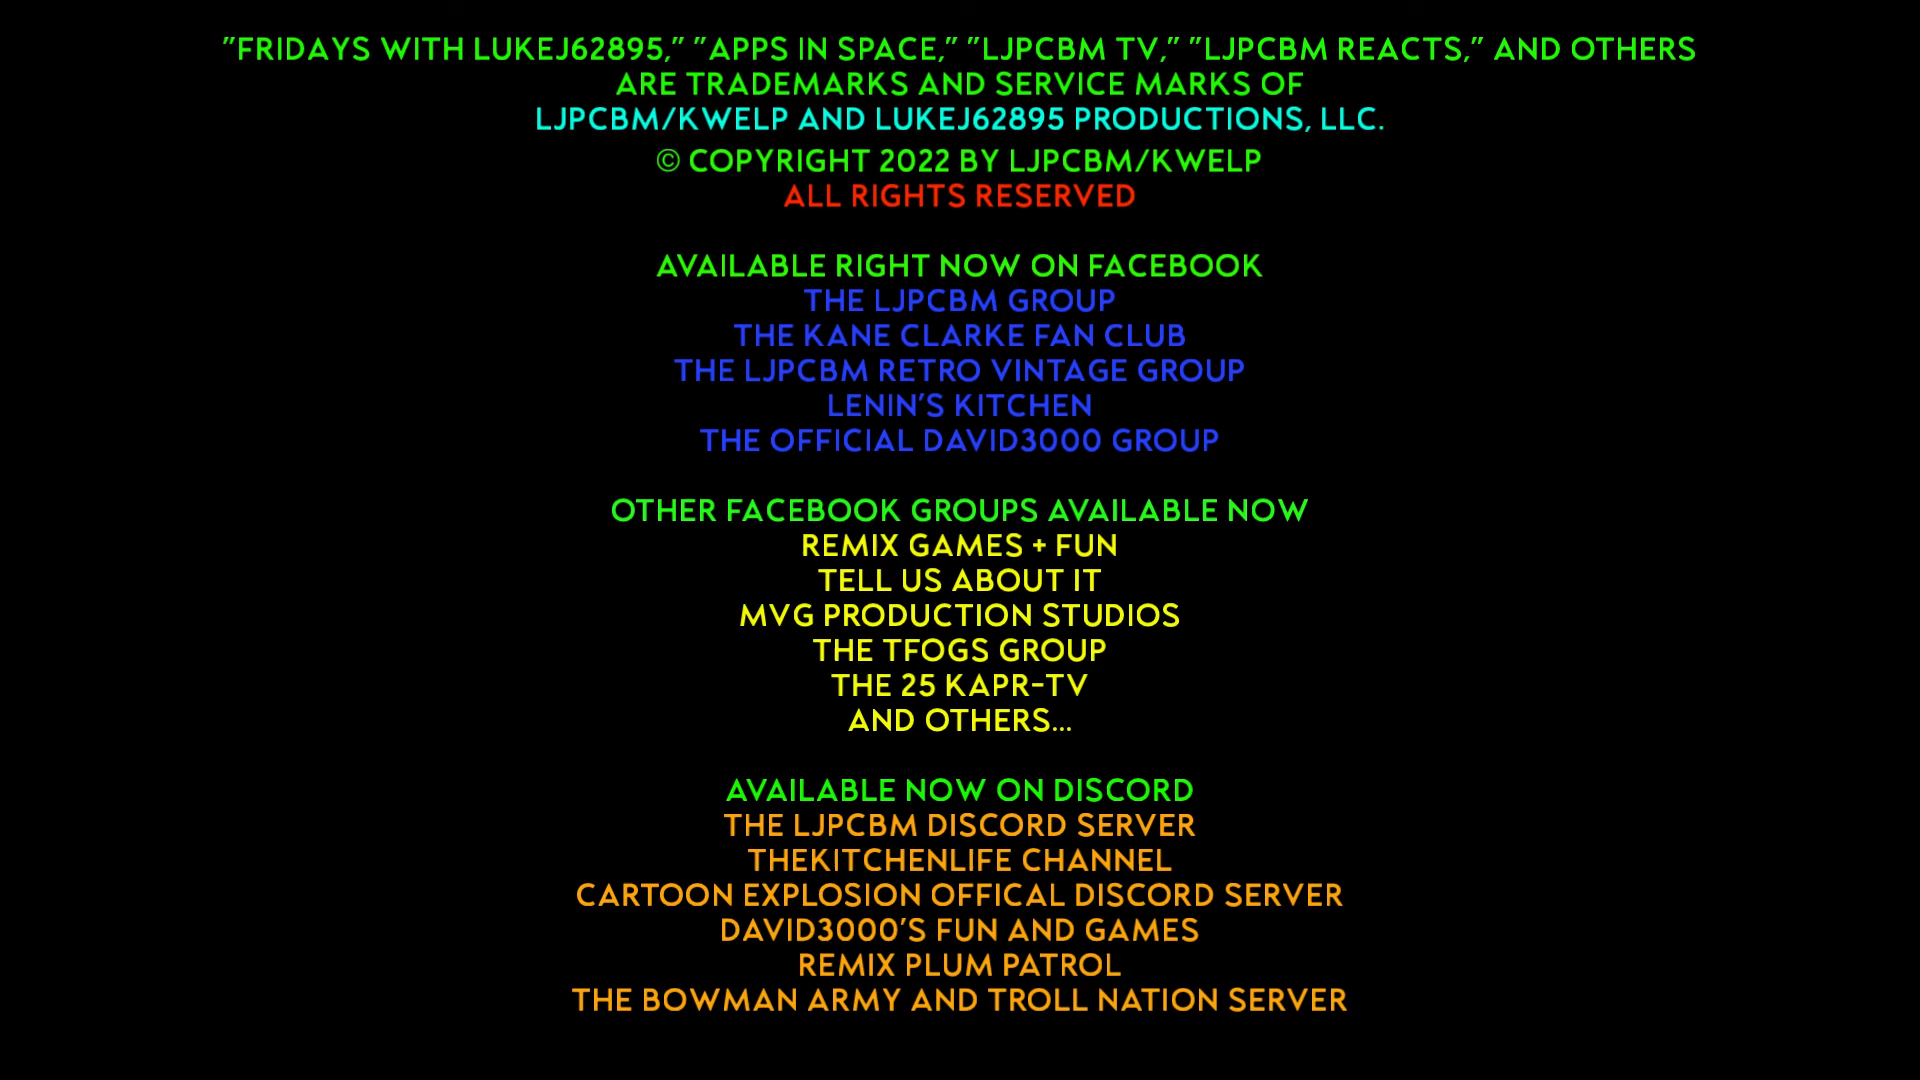 "FRIDAYS WITH LUKEJ62895," "APPS IN SPACE," "LJPCBM TV," "LJPCBM REACTS," AND OTHERS
ARE TRADEMARKS AND SERVICE MARKS OF
LJPCBM/KWELP AND LUKEJ62895 PRODUCTIONS, LLC.
© COPYRIGHT 2022 BY LJPCBM/KWELP
ALL RIGHTS RESERVED
AVAILABLE RIGHT NOW ON FACEBOOK
THE LJPCBM GROUP
THE KANE CLARKE FAN CLUB
THE LJPCBM RETRO VINTAGE GROUP
LENIN'S KITCHEN
THE OFFICIAL DAVID3000 GROUP
OTHER FACEBOOK GROUPS AVAILABLE NOW
REMIX GAMES + FUN
TELL US ABOUT IT
MVG PRODUCTION STUDIOS
THE TFOGS GROUP
THE 25 KAPR-TV
AND OTHERS...
AVAILABLE NOW ON DISCORD
THE LJPCBM DISCORD SERVER
THEKITCHENLIFE CHANNEL
CARTOON EXPLOSION OFFICAL DISCORD SERVER
DAVID3000'S FUN AND GAMES
REMIX PLUM PATROL
THE BOWMAN ARMY AND TROLL NATION SERVER